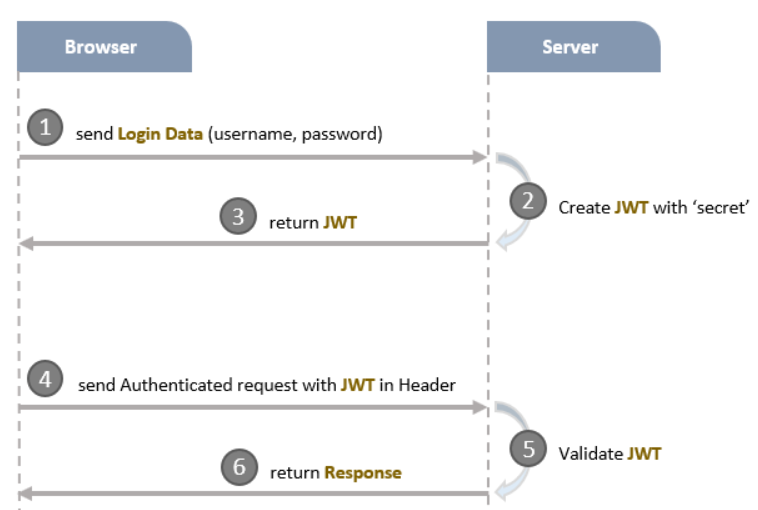 Browser
Server
1
send Login Data (username, password)
2
Create JWT with ‘secret’
3
return JWT
4
send Authenticated request with JWT in Header
5
Validate JWT
6
return Response